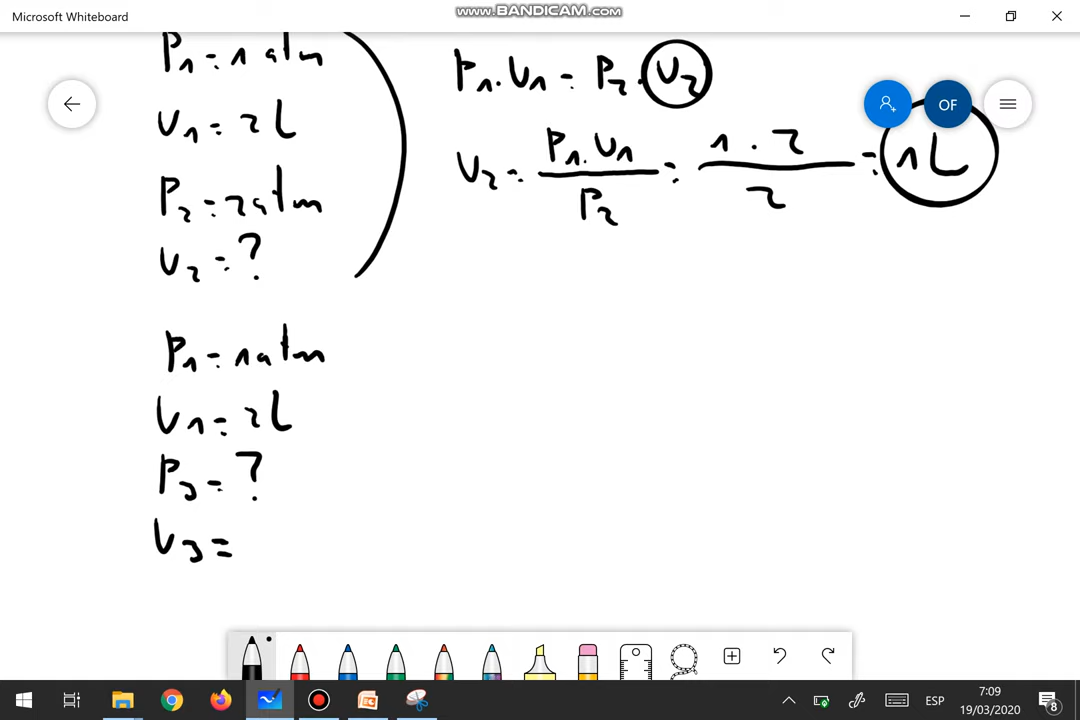 Microsoft Whiteboard
www.BANDICAM.com
P₁ = 1 atm
V₁ = 2 L
P₂ = 2 atm
V₂ = ?
P₁ . V₁ = P₂ . V₂
V₂ = P₁ . V₁ / P₂ = 1 . 2 / 2 = 1 L
OF
P₁ = 1 atm
V₁ = 2 L
P₃ = ?
V₃ =
ESP
7:09
19/03/2020
8